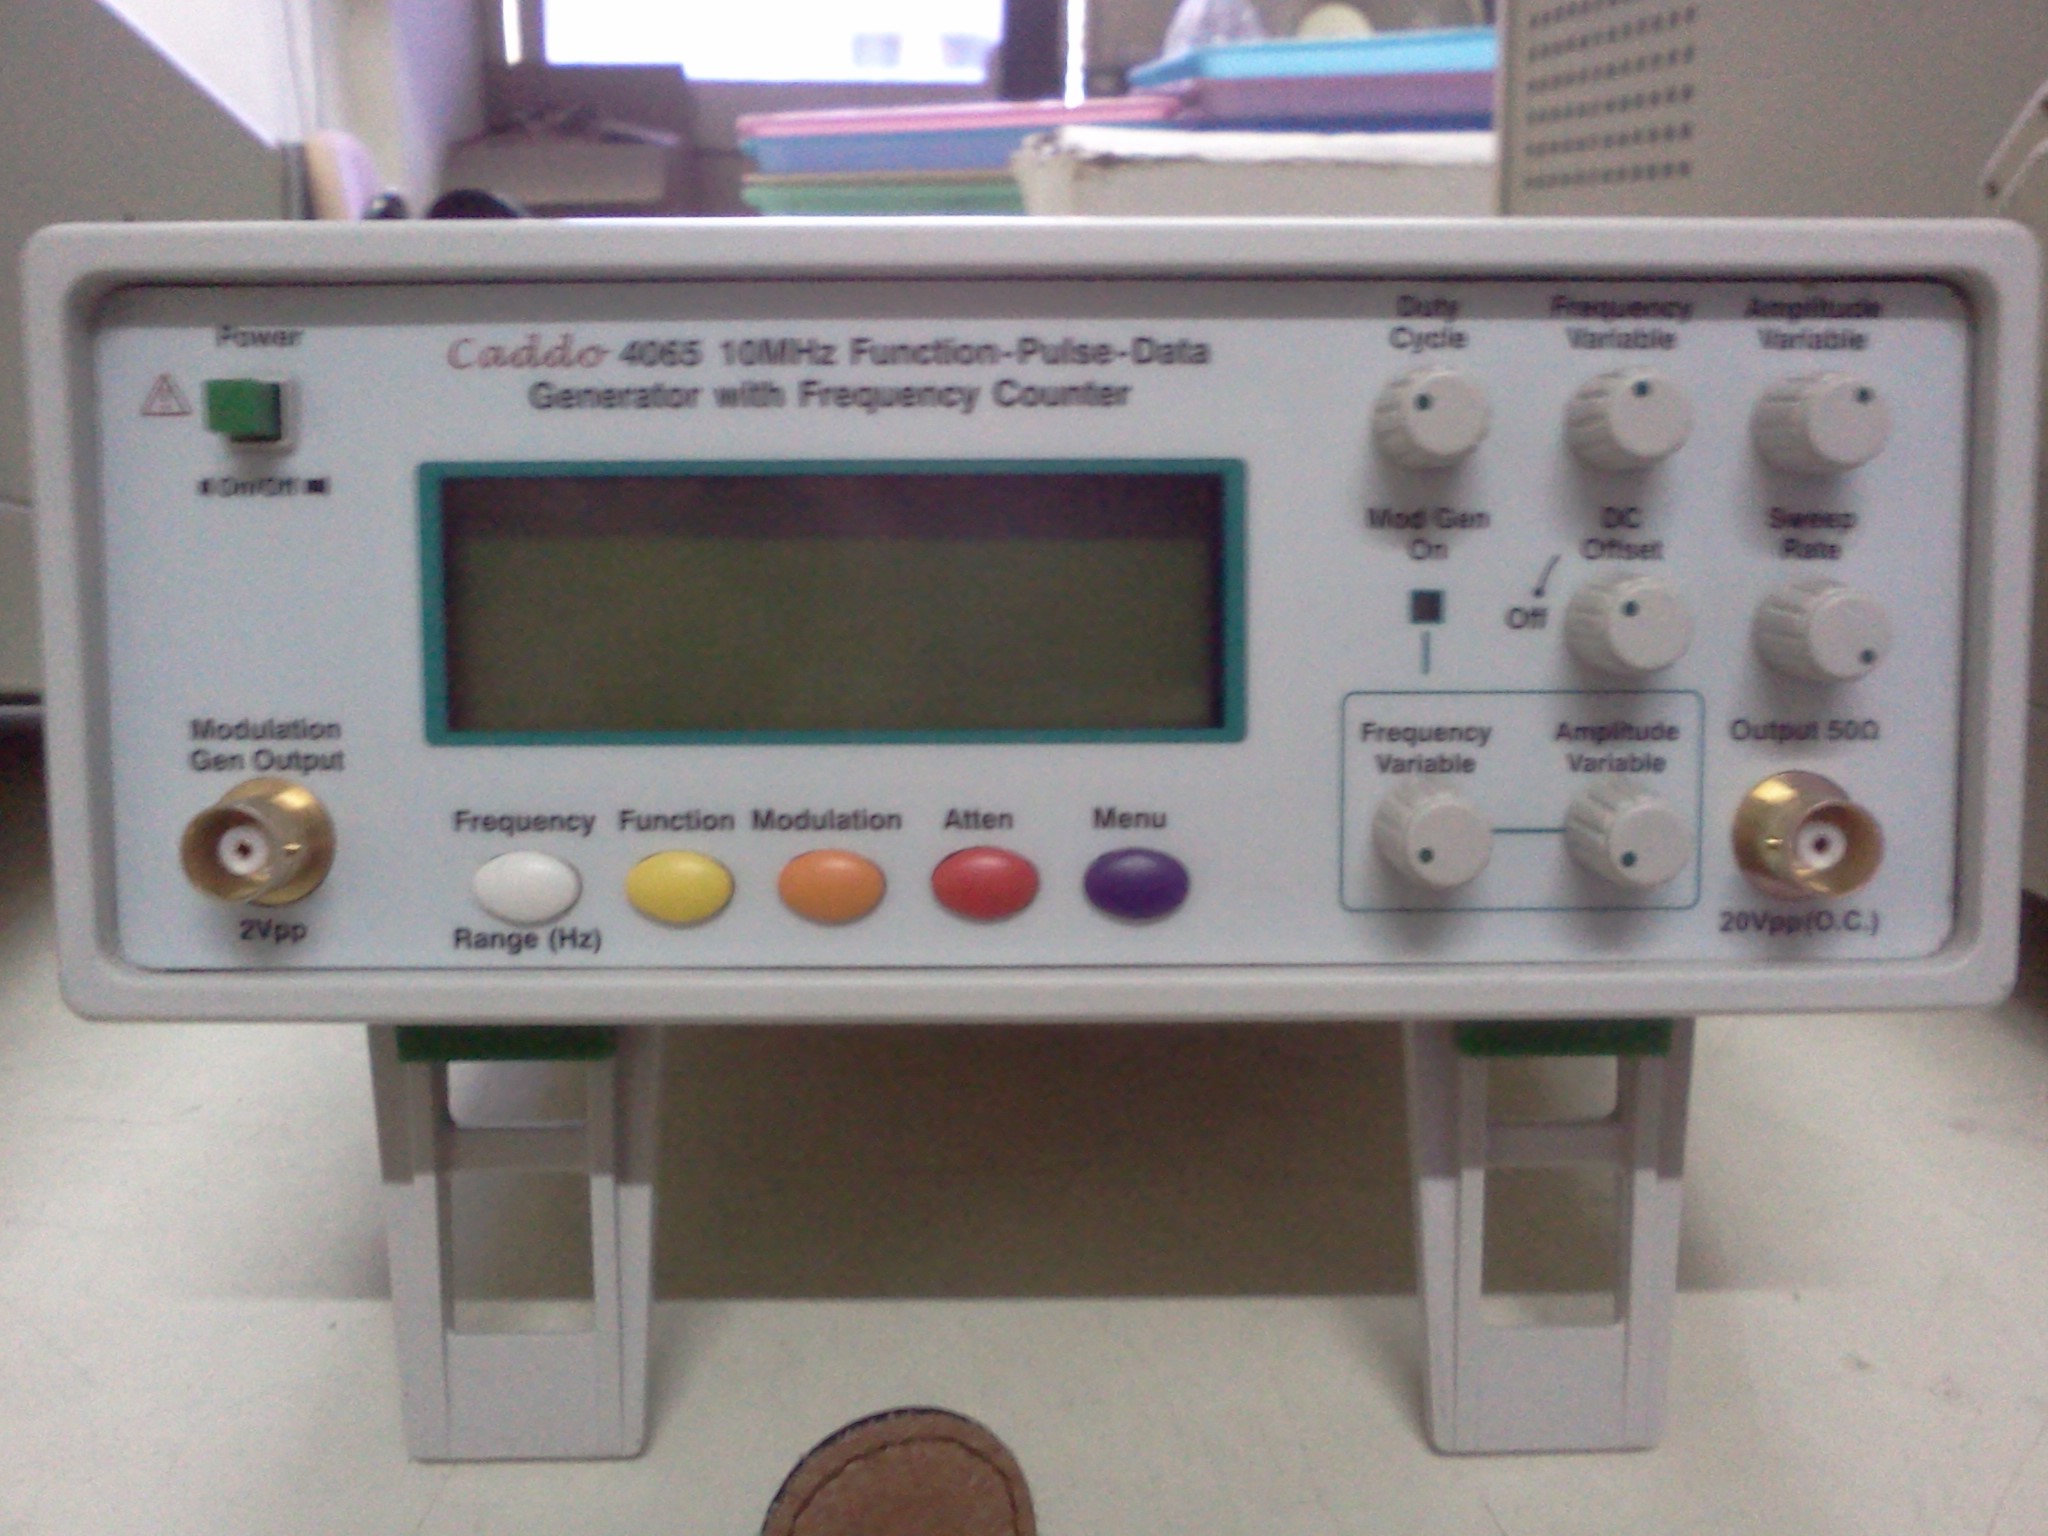 Power
On/Off
Caddo 4065 10MHz Function-Pulse-Data
Generator with Frequency Counter
Duty
Cycle
Frequency
Variable
Amplitude
Variable
Mod Gen
On
DC
Offset
Off
Sweep
Rate
Modulation
Gen Output
2Vpp
Frequency
Range (Hz)
Function
Modulation
Atten
Menu
Frequency
Variable
Amplitude
Variable
Output 50Ω
20Vpp(O.C.)